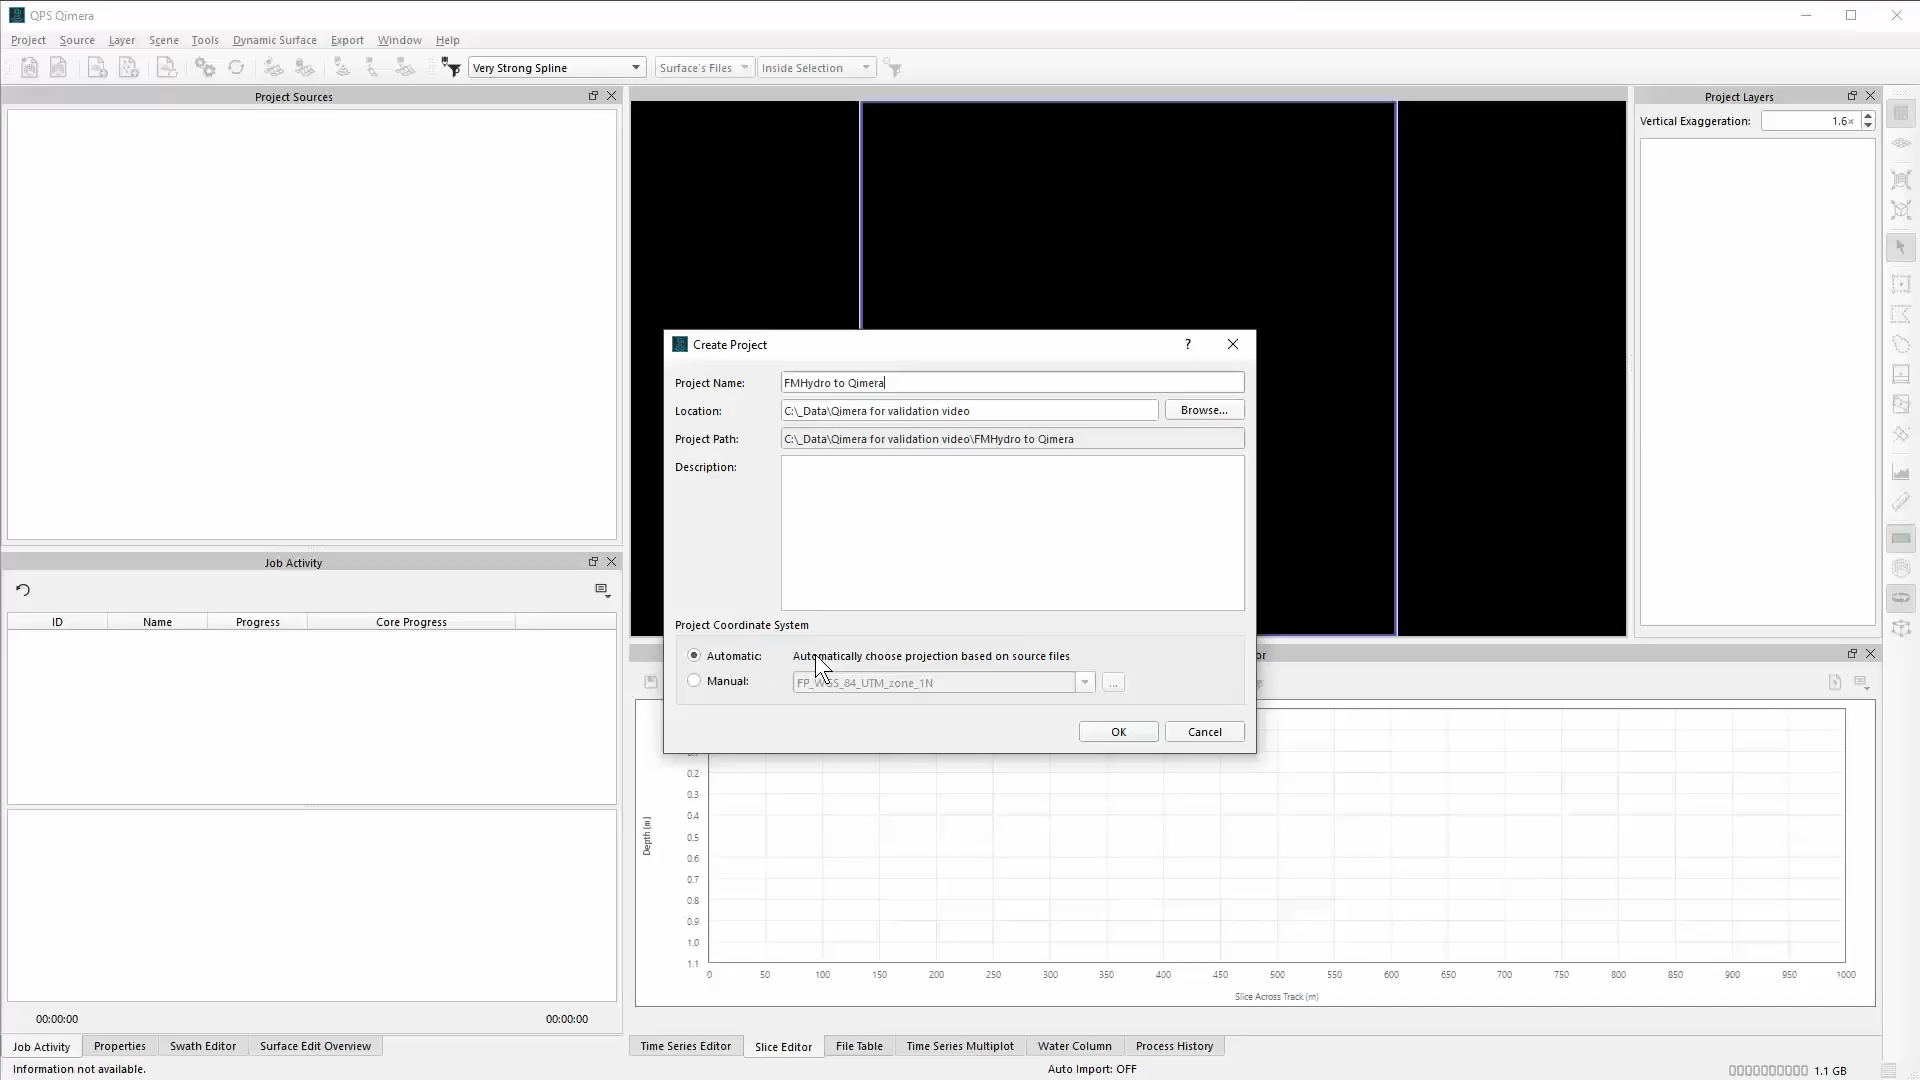 QPS Qimera
Project Source Layer Scene Tools Dynamic Surface Export Window Help
Very Strong Spline Surface's Files Inside Selection
Project Sources
Project Layers
Vertical Exaggeration: 1.6×
Create Project ?
Project Name: FMHydro to Qimera
Location: C:\_Data\Qimera for validation video Browse...
Project Path: C:\_Data\Qimera for validation video\FMHydro to Qimera
Description:
Project Coordinate System
Automatic: Automatically choose projection based on source files
Manual: FP_WGS_84_UTM_zone_1N ...
OK Cancel
Job Activity
ID Name Progress Core Progress
00:00:00 00:00:00
or
0.2
0.3
0.4
0.5
0.6
0.7
0.8
0.9
1.0
1.1
Depth (m)
0 50 100 150 200 250 300 350 400 450 500 550 600 650 700 750 800 850 900 950 1000
Slice Across Track (m)
Job Activity Properties Swath Editor Surface Edit Overview
Time Series Editor Slice Editor File Table Time Series Multiplot Water Column Process History
Information not available. Auto Import: OFF 1.1 GB